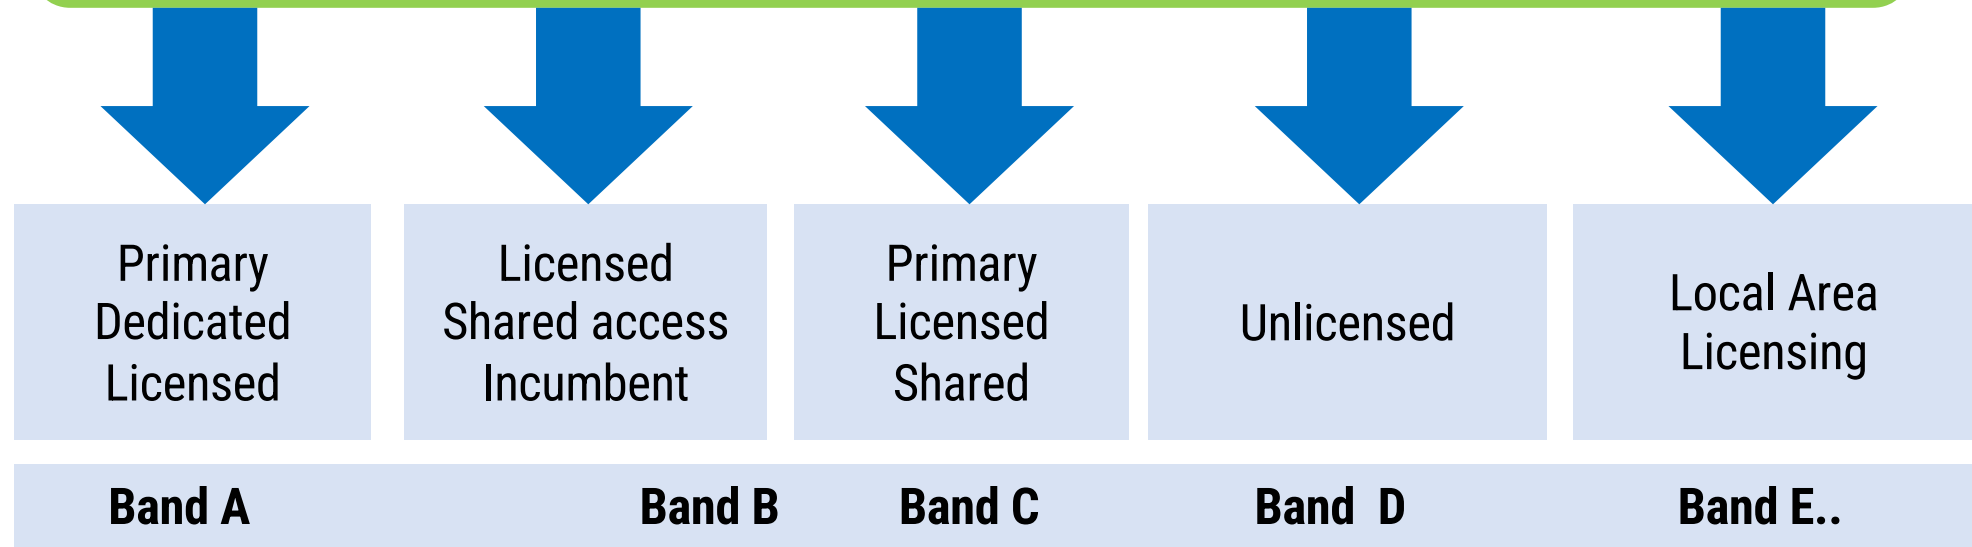 Primary
Dedicated
Licensed
Licensed
Shared access
Incumbent
Primary
Licensed
Shared
Unlicensed
Local Area
Licensing
Band A
Band B
Band C
Band  D
Band E..